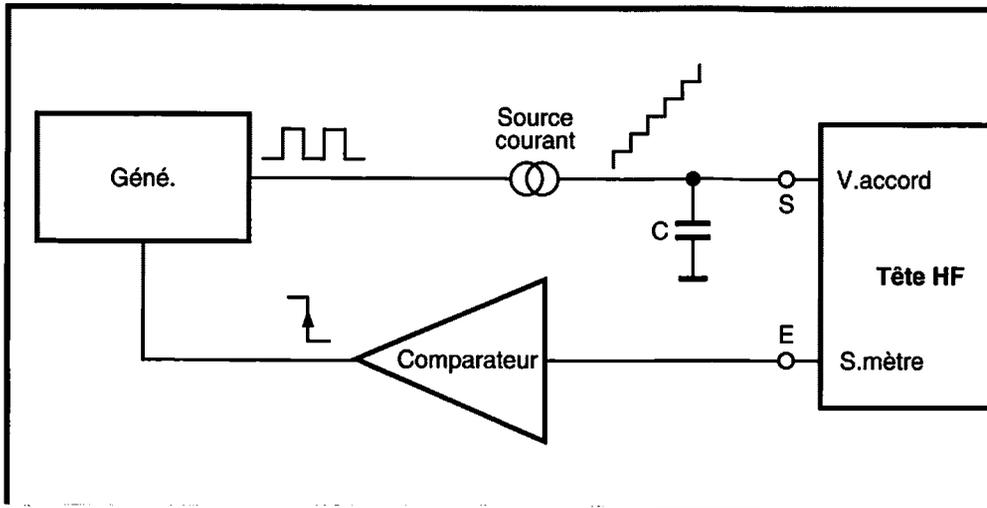 Source
courant
Géné.
V.accord
S
C
Tête HF
E
Comparateur
S.mètre